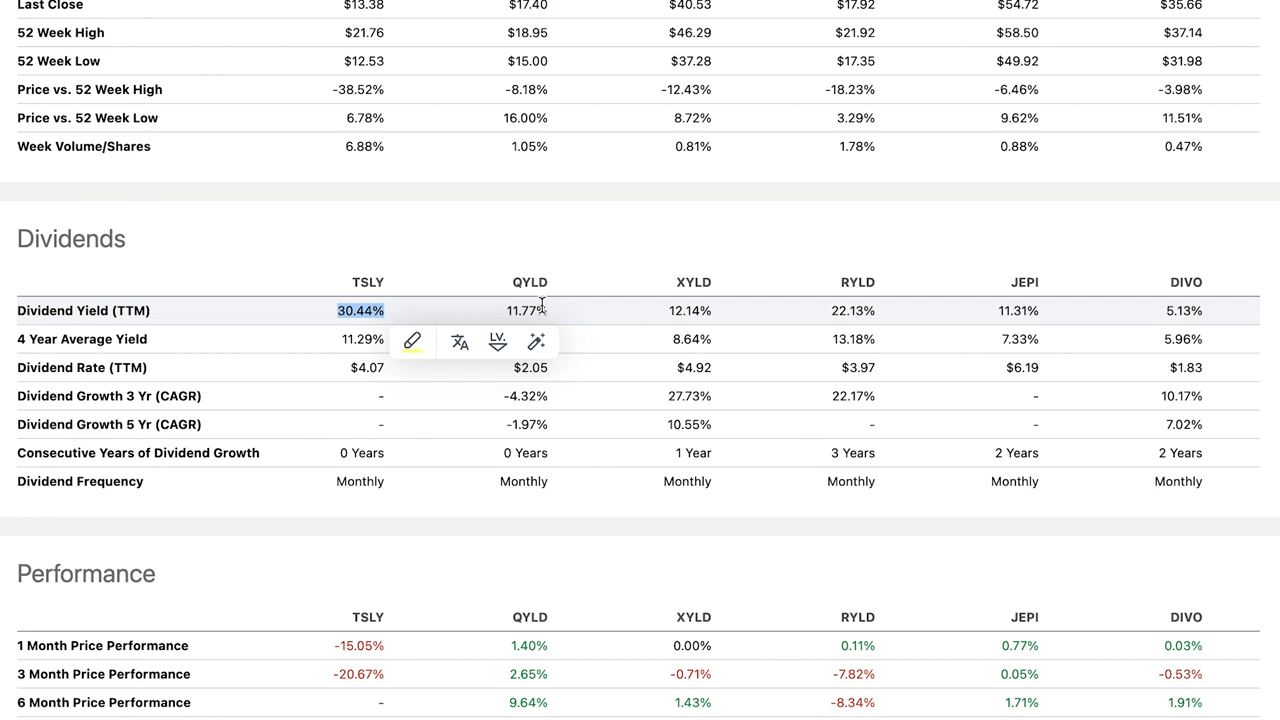 Last Close $13.38 $17.40 $40.53 $17.92 $54.72 $35.66
52 Week High $21.76 $18.95 $46.29 $21.92 $58.50 $37.14
52 Week Low $12.53 $15.00 $37.28 $17.35 $49.92 $31.98
Price vs. 52 Week High -38.52% -8.18% -12.43% -18.23% -6.46% -3.98%
Price vs. 52 Week Low 6.78% 16.00% 8.72% 3.29% 9.62% 11.51%
Week Volume/Shares 6.88% 1.05% 0.81% 1.78% 0.88% 0.47%
Dividends
TSLY QYLD XYLD RYLD JEPI DIVO
Dividend Yield (TTM) 30.44% 11.77% 12.14% 22.13% 11.31% 5.13%
4 Year Average Yield 11.29% LV. 8.64% 13.18% 7.33% 5.96%
Dividend Rate (TTM) $4.07 $2.05 $4.92 $3.97 $6.19 $1.83
Dividend Growth 3 Yr (CAGR) - -4.32% 27.73% 22.17% - 10.17%
Dividend Growth 5 Yr (CAGR) - -1.97% 10.55% - - 7.02%
Consecutive Years of Dividend Growth 0 Years 0 Years 1 Year 3 Years 2 Years 2 Years
Dividend Frequency Monthly Monthly Monthly Monthly Monthly Monthly
Performance
TSLY QYLD XYLD RYLD JEPI DIVO
1 Month Price Performance -15.05% 1.40% 0.00% 0.11% 0.77% 0.03%
3 Month Price Performance -20.67% 2.65% -0.71% -7.82% 0.05% -0.53%
6 Month Price Performance - 9.64% 1.43% -8.34% 1.71% 1.91%